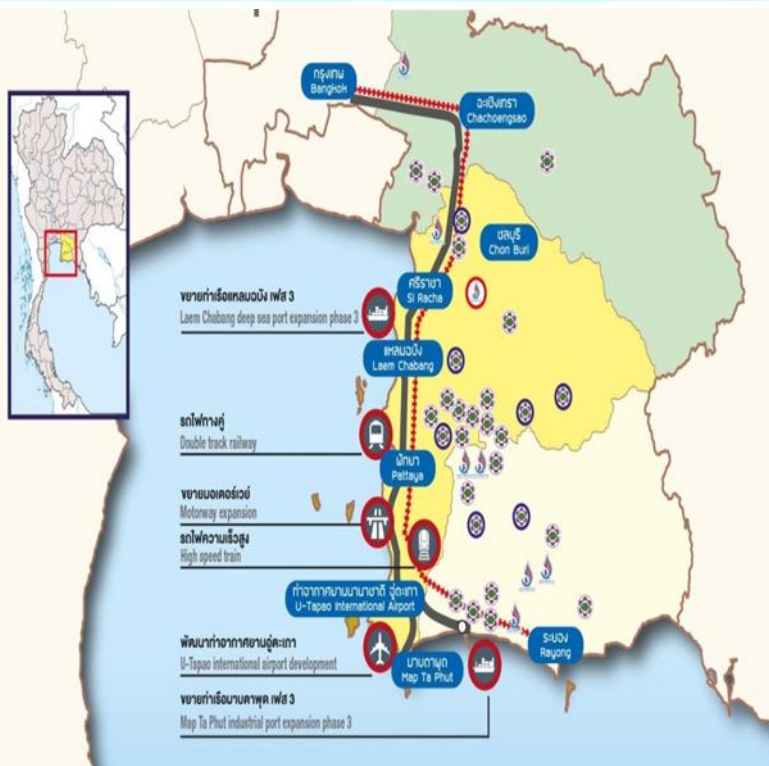 กรุงเทพ
Bangkok
ฉะเชิงเทรา
Chachoengsao
ชลบุรี
Chon Buri
ศรีราชา
Si Racha
ขยายท่าเรือแหลมฉบัง เฟส 3
Laem Chabang deep sea port expansion phase 3
แหลมฉบัง
Laem Chabang
รถไฟทางคู่
Double track railway
พัทยา
Pattaya
ขยายมอเตอร์เวย์
Motorway expansion
รถไฟความเร็วสูง
High speed train
ท่าอากาศยานนานาชาติ อู่ตะเภา
U-Tapao International Airport
พัฒนาท่าอากาศยานอู่ตะเภา
U-Tapao international airport development
มาบตาพุด
Map Ta Phut
ระยอง
Rayong
ขยายท่าเรือมาบตาพุด เฟส 3
Map Ta Phut industrial port expansion phase 3